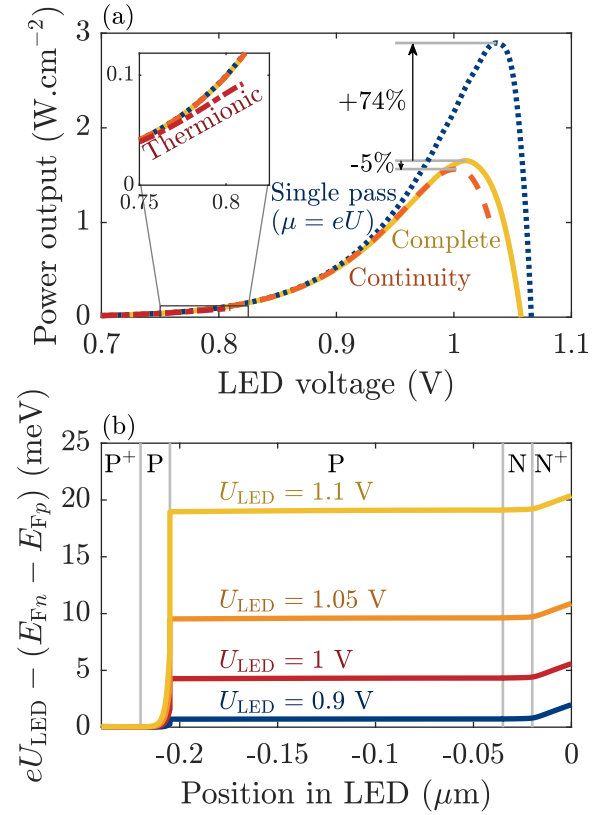 (a)
Power output (W.cm⁻²)
3
2
1
0
0.1
0
0.75
0.8
Thermionic
+74%
-5%
Single pass
(μ = eU)
Complete
Continuity
0.7
0.8
0.9
1
1.1
LED voltage (V)
(b)
eU_LED − (E_Fn − E_Fp) (meV)
25
20
15
10
5
0
P⁺
P
P
N
N⁺
U_LED = 1.1 V
U_LED = 1.05 V
U_LED = 1 V
U_LED = 0.9 V
-0.2
-0.15
-0.1
-0.05
0
Position in LED (μm)